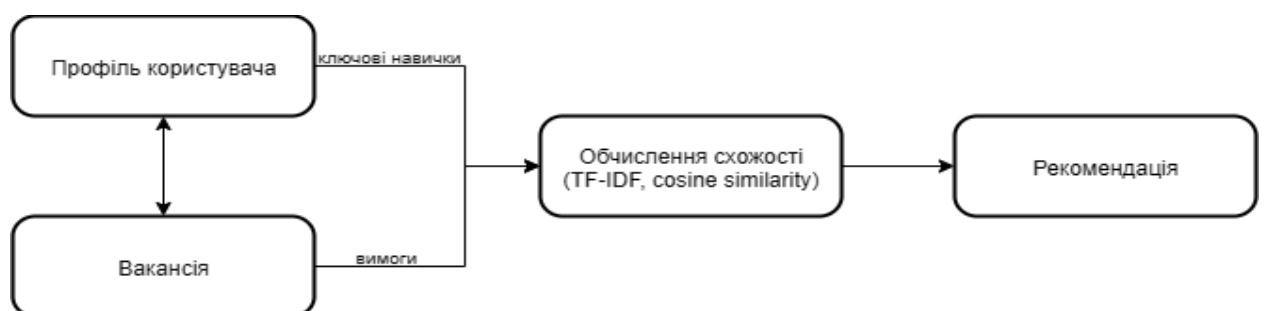 Профіль користувача
ключові навички
Обчислення схожості
(TF-IDF, cosine similarity)
Рекомендація
Вакансія
вимоги